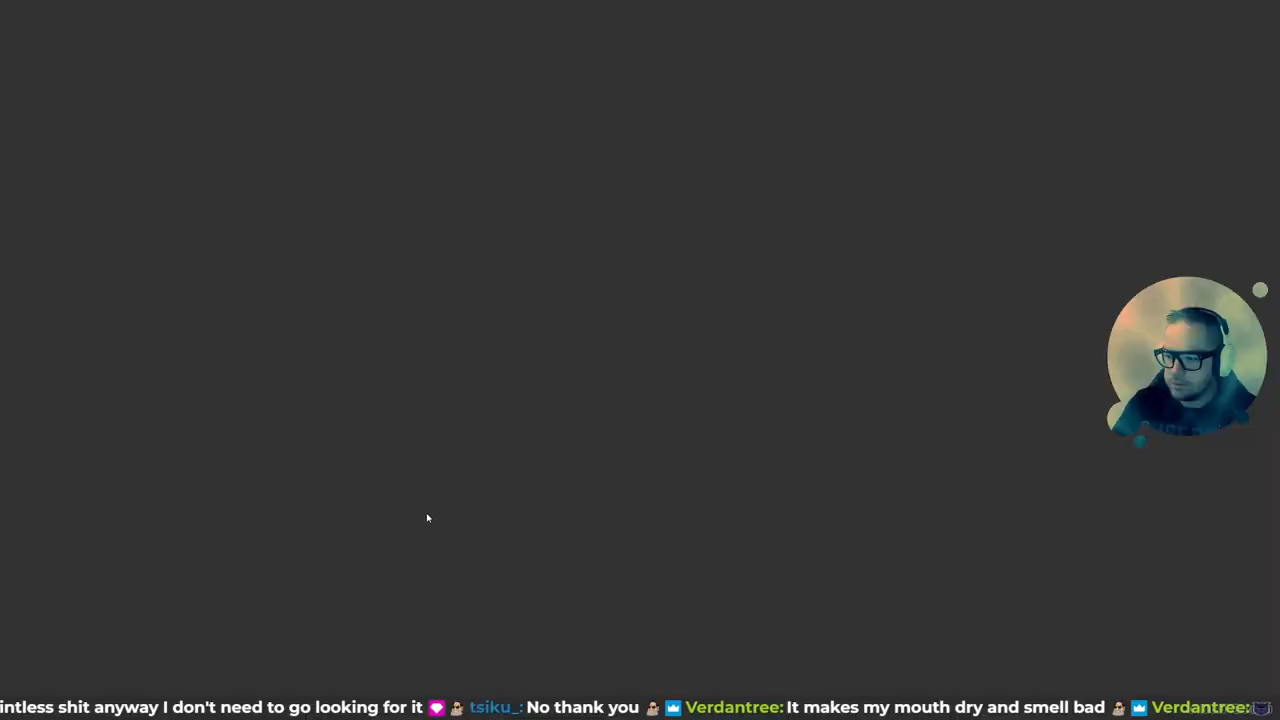 intless shit anyway I don't need to go looking for it tsiku_: No thank you Verdantree: It makes my mouth dry and smell bad Verdantree: